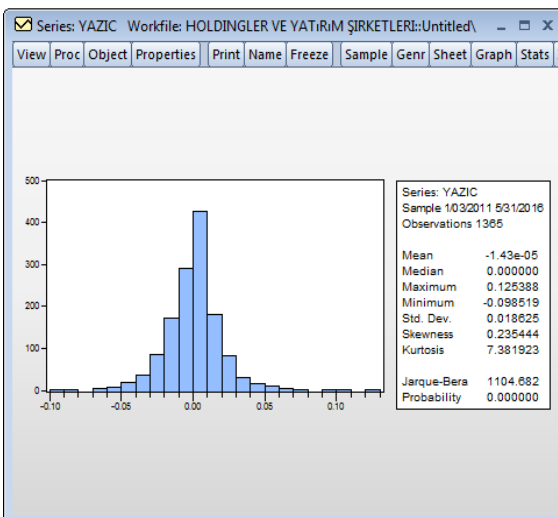 Series: YAZIC Workfile: HOLDINGLER VE YATıRıM ŞIRKETLERI::Untitled\
View Proc Object Properties Print Name Freeze Sample Genr Sheet Graph Stats
500
400
300
200
100
0
-0.10 -0.05 0.00 0.05 0.10
Series: YAZIC
Sample 1/03/2011 5/31/2016
Observations 1365
Mean -1.43e-05
Median 0.000000
Maximum 0.125388
Minimum -0.098519
Std. Dev. 0.018625
Skewness 0.235444
Kurtosis 7.381923
Jarque-Bera 1104.682
Probability 0.000000